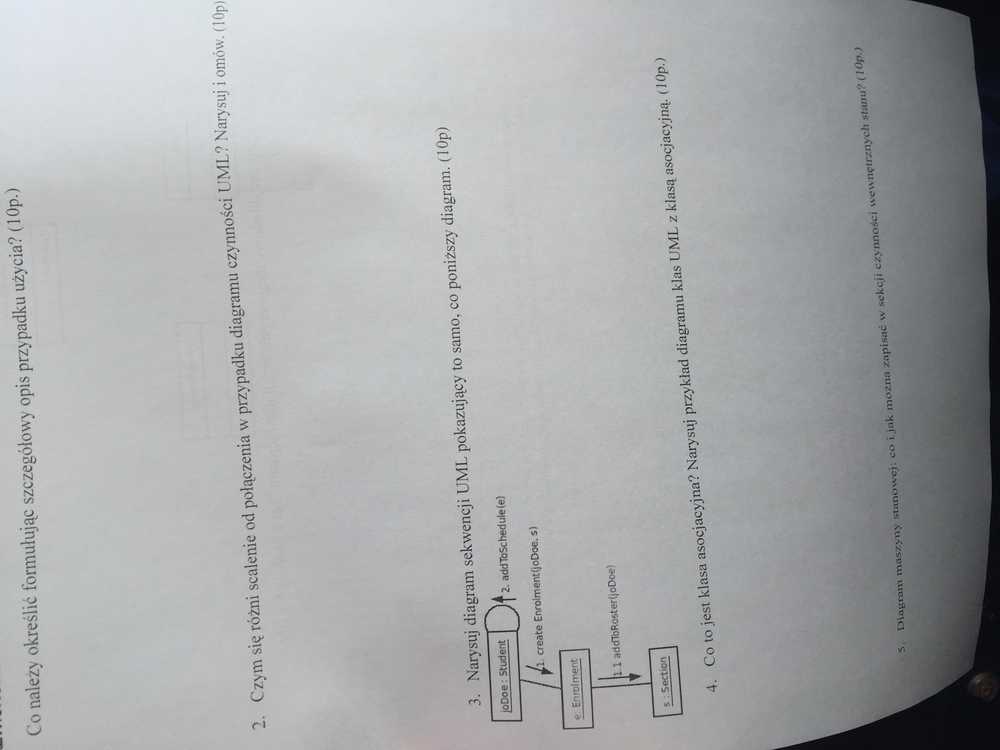 Co należy określić formułując szczegółowy opis przypadku użycia? (10p.)
2. Czym się różni scalenie od połączenia w przypadku diagramu czynności UML? Narysuj i omów. (10p)
3. Narysuj diagram sekwencji UML pokazujący to samo, co poniższy diagram. (10p)
joDoe : Student
2. addToSchedule(e)
1. create Enrolment(joDoe, s)
e: Enrolment
1.1 addToRoster(joDoe)
s : Section
4. Co to jest klasa asocjacyjna? Narysuj przykład diagramu klas UML z klasą asocjacyjną. (10p.)
5. Diagram maszyny stanowej: co i jak można zapisać w sekcji czynności wewnętrznych stanu? (10p.)